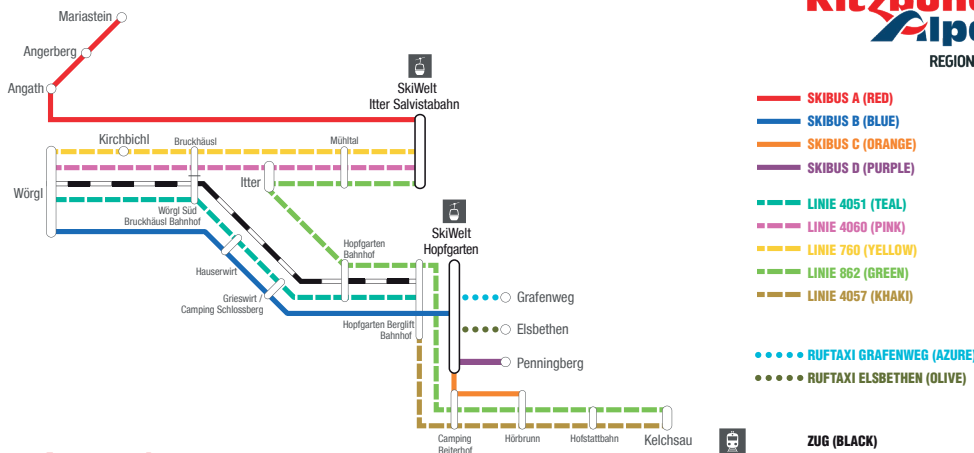 Mariastein
Angerberg
Angath
SkiWelt
Itter Salvistabahn
Kirchbichl
Bruckhäusl
Mühltal
Wörgl
Itter
Wörgl Süd
Bruckhäusl Bahnhof
SkiWelt
Hopfgarten
Hopfgarten
Bahnhof
Hauserwirt
Grieswirt /
Camping Schlossberg
Hopfgarten Berglift
Bahnhof
Grafenweg
Elsbethen
Penningberg
Camping
Reiterhof
Hörbrunn
Hofstattbahn
Kelchsau
REGION
SKIBUS A (RED)
SKIBUS B (BLUE)
SKIBUS C (ORANGE)
SKIBUS D (PURPLE)
LINIE 4051 (TEAL)
LINIE 4060 (PINK)
LINIE 760 (YELLOW)
LINIE 862 (GREEN)
LINIE 4057 (KHAKI)
RUFTAXI GRAFENWEG (AZURE)
RUFTAXI ELSBETHEN (OLIVE)
ZUG (BLACK)